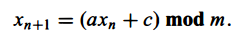 xₙ₊₁ = (axₙ + c) mod m.